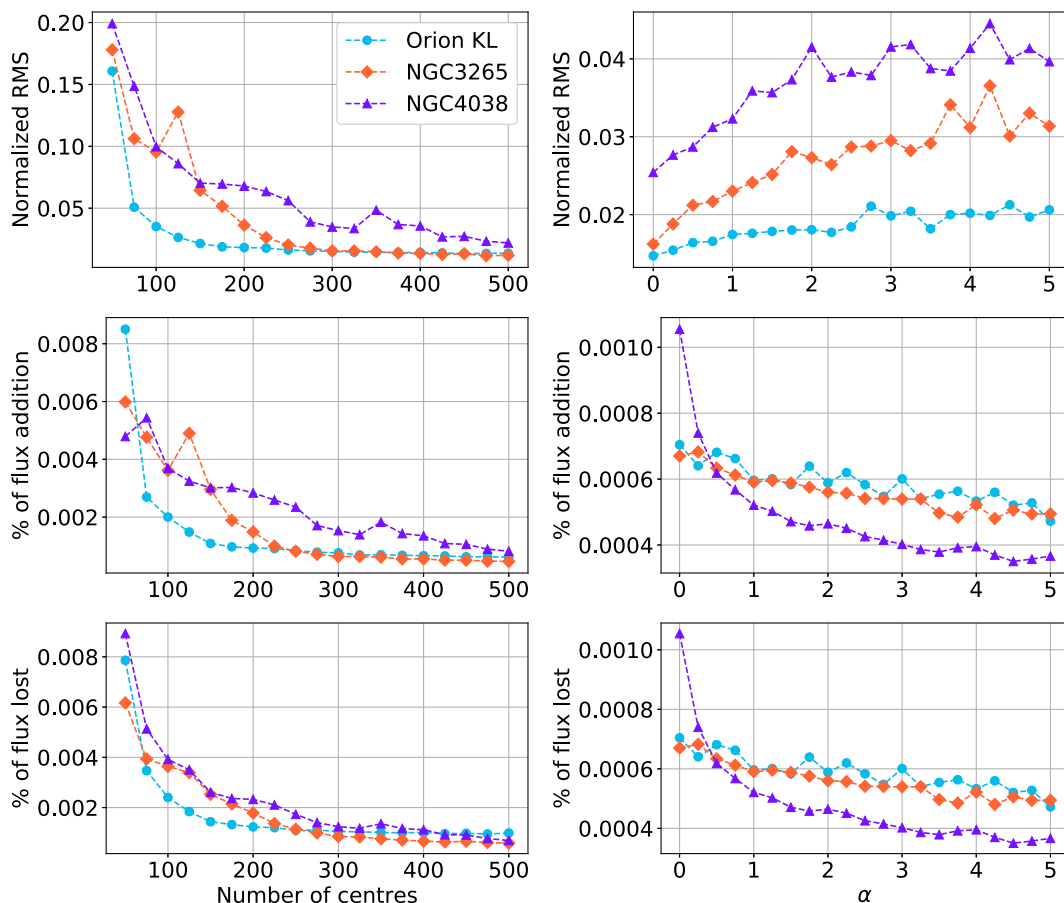 Normalized RMS
0.20
0.15
0.10
0.05
100 200 300 400 500
Orion KL
NGC3265
NGC4038
Normalized RMS
0.04
0.03
0.02
0 1 2 3 4 5
% of flux addition
0.008
0.006
0.004
0.002
100 200 300 400 500
% of flux addition
0.0010
0.0008
0.0006
0.0004
0 1 2 3 4 5
% of flux lost
0.008
0.006
0.004
0.002
100 200 300 400 500
Number of centres
% of flux lost
0.0010
0.0008
0.0006
0.0004
0 1 2 3 4 5
α